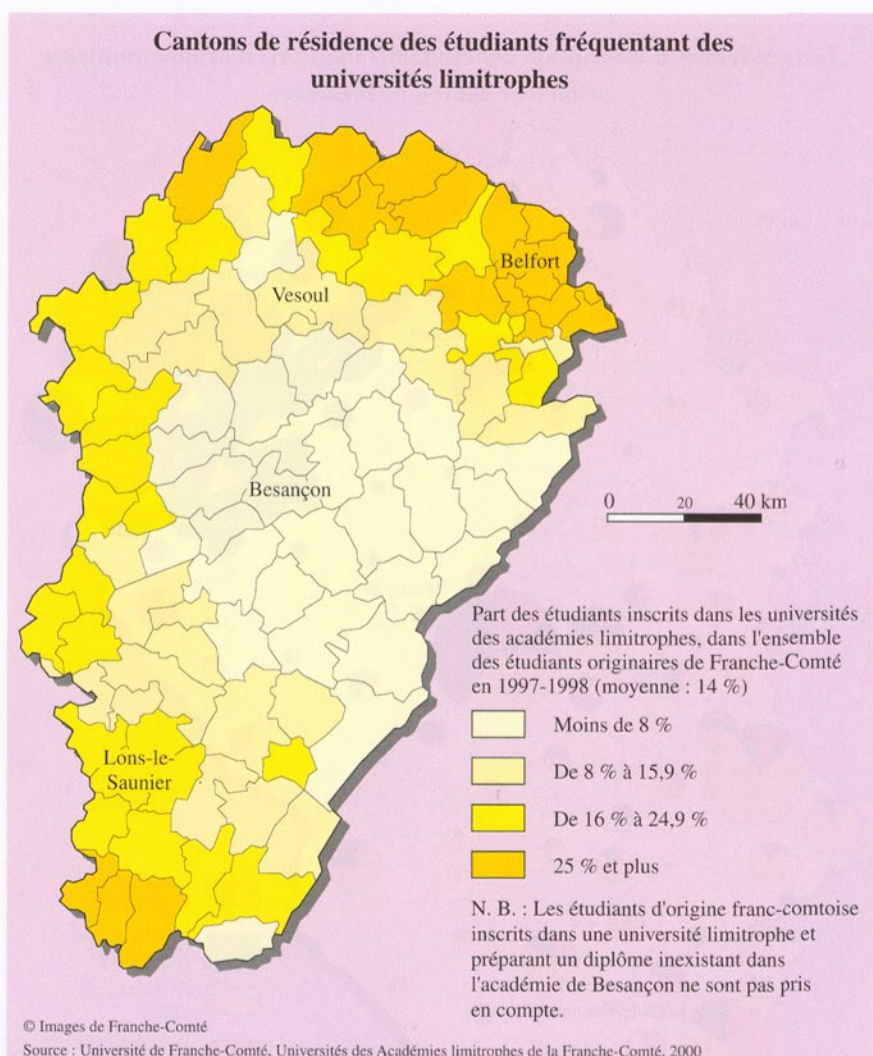 Cantons de résidence des étudiants fréquentant des
universités limitrophes
Belfort
Vesoul
Besançon
0 20 40 km
Part des étudiants inscrits dans les universités
des académies limitrophes, dans l'ensemble
des étudiants originaires de Franche-Comté
en 1997-1998 (moyenne : 14 %)
Moins de 8 %
De 8 % à 15,9 %
De 16 % à 24,9 %
25 % et plus
Lons-le-
Saunier
N. B. : Les étudiants d'origine franc-comtoise
inscrits dans une université limitrophe et
préparant un diplôme inexistant dans
l'académie de Besançon ne sont pas pris
en compte.
© Images de Franche-Comté
Source : Université de Franche-Comté, Universités des Académies limitrophes de la Franche-Comté, 2000